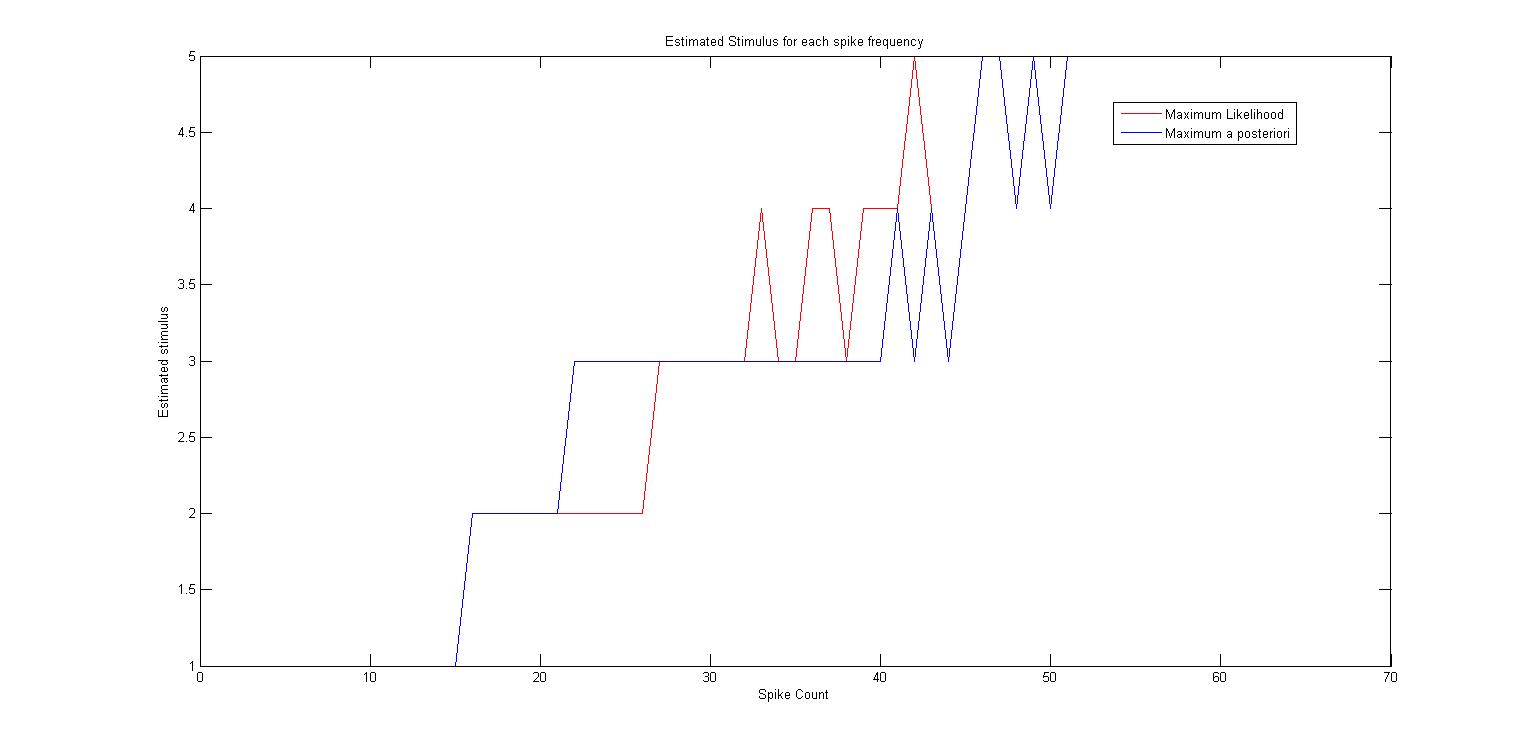 Estimated Stimulus for each spike frequency
5
4.5
4
3.5
3
2.5
2
1.5
1
Estimated stimulus
Maximum Likelihood
Maximum a posteriori
0 10 20 30 40 50 60 70
Spike Count